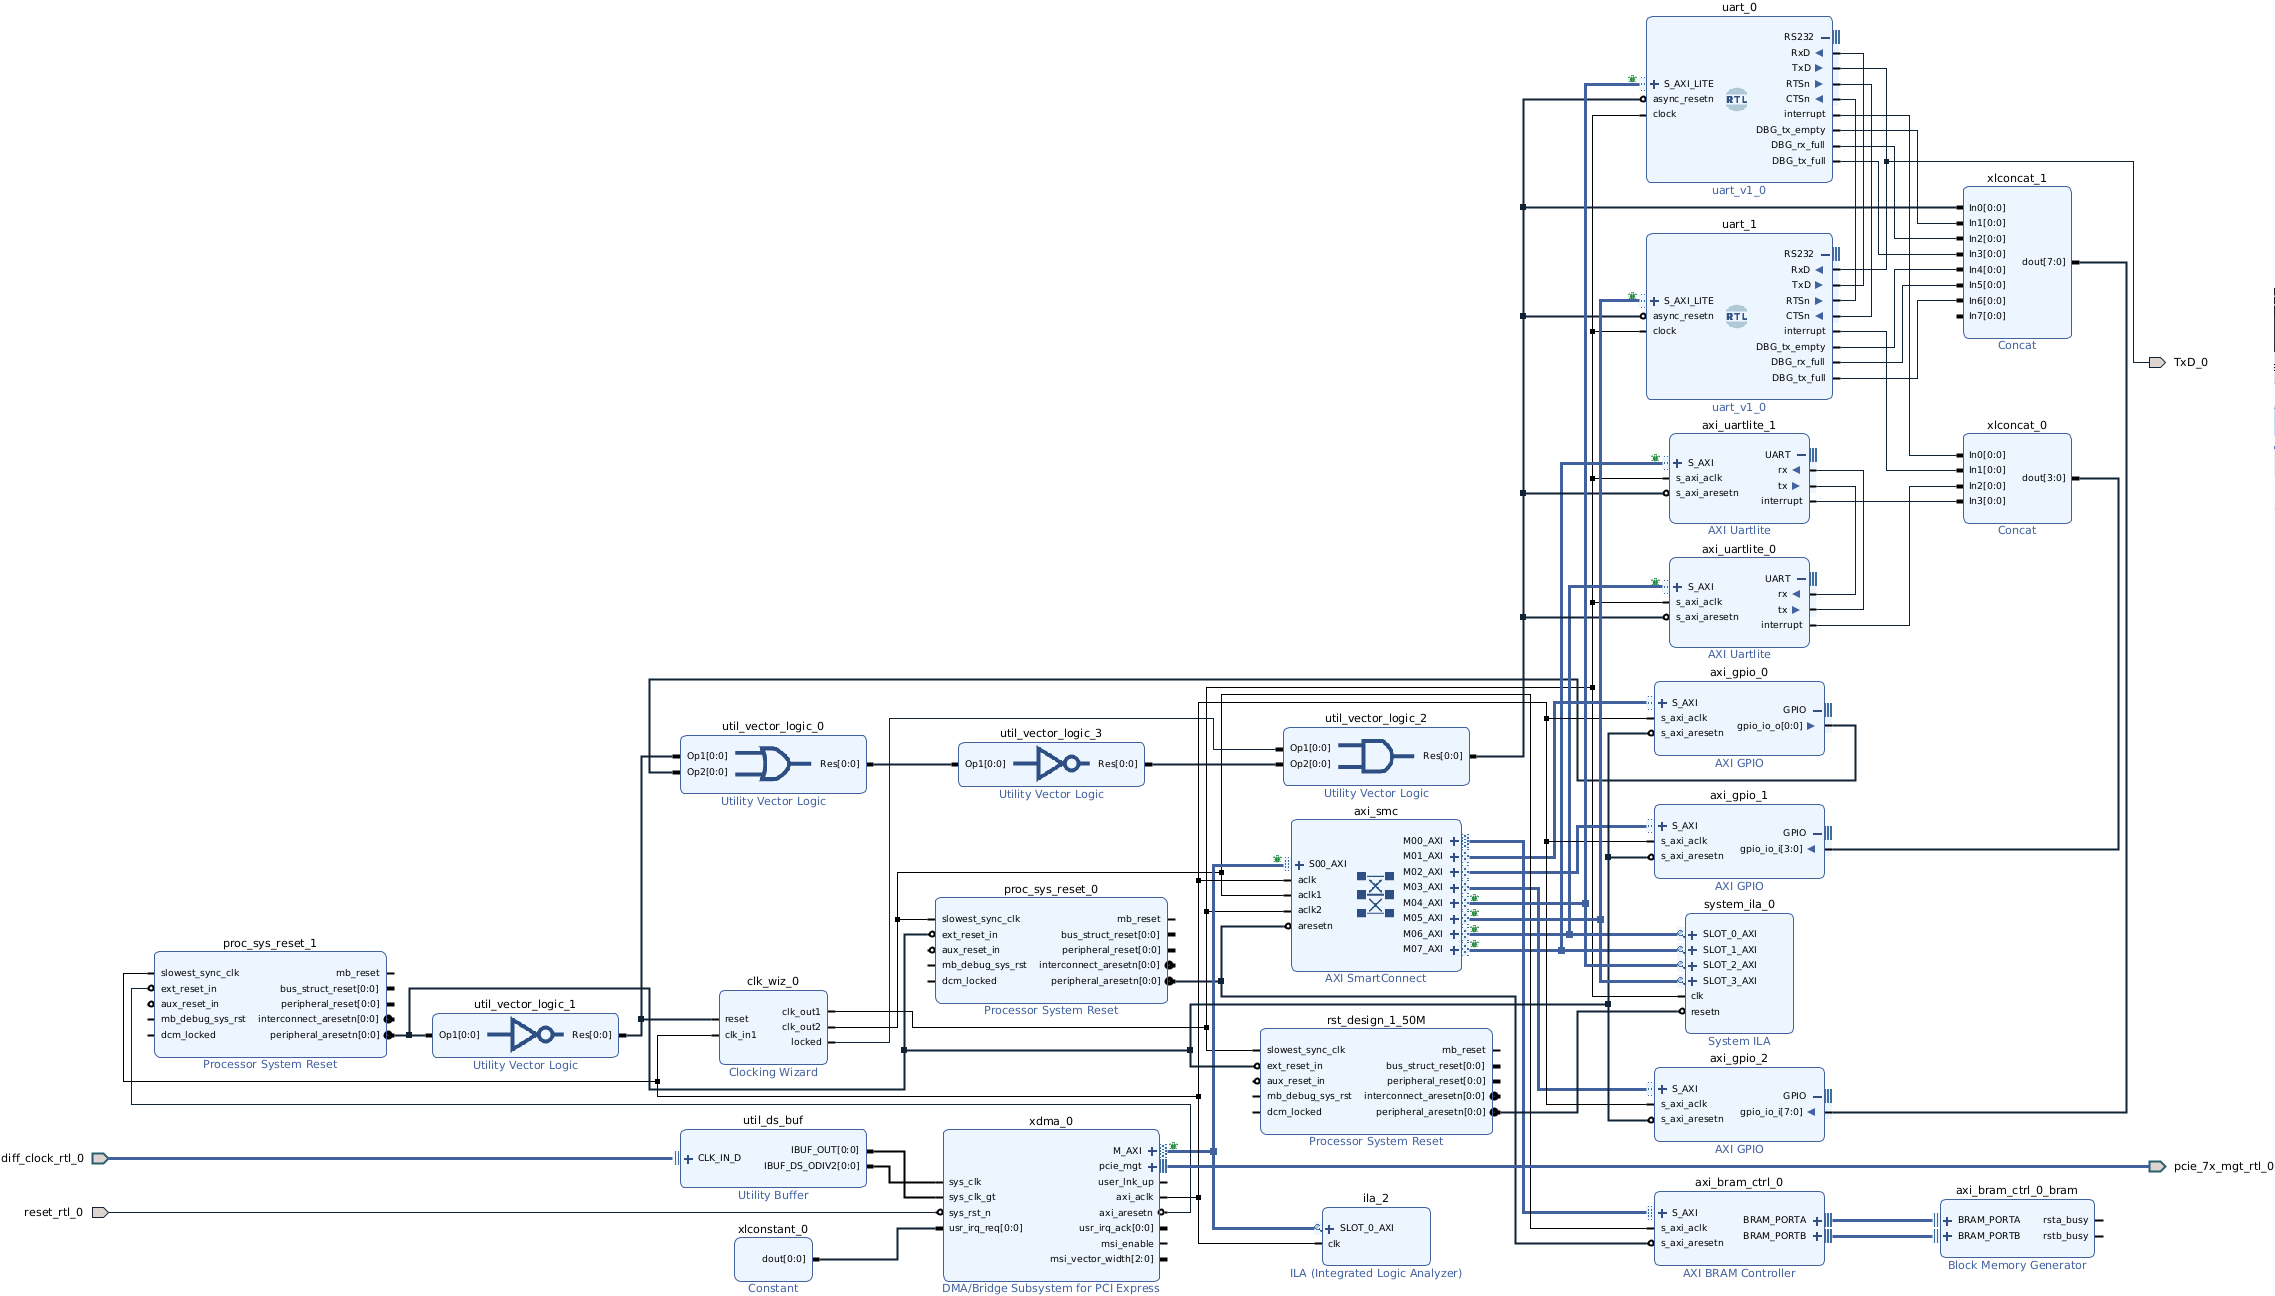 uart_0
RS232
RxD
TxD
RTSn
S_AXI_LITE
async_resetn
RTL
CTSn
clock
interrupt
DBG_tx_empty
DBG_rx_full
DBG_tx_full
uart_v1_0
xlconcat_1
In0[0:0]
In1[0:0]
In2[0:0]
In3[0:0]
In4[0:0]
In5[0:0]
In6[0:0]
In7[0:0]
dout[7:0]
Concat
uart_1
RS232
RxD
TxD
S_AXI_LITE
RTSn
async_resetn
RTL
CTSn
clock
interrupt
DBG_tx_empty
DBG_rx_full
DBG_tx_full
uart_v1_0
TxD_0
axi_uartlite_1
S_AXI
s_axi_aclk
s_axi_aresetn
UART
rx
tx
interrupt
AXI Uartlite
xlconcat_0
In0[0:0]
In1[0:0]
In2[0:0]
In3[0:0]
dout[3:0]
Concat
axi_uartlite_0
S_AXI
s_axi_aclk
s_axi_aresetn
UART
rx
tx
interrupt
AXI Uartlite
axi_gpio_0
S_AXI
s_axi_aclk
s_axi_aresetn
GPIO
gpio_io_o[0:0]
AXI GPIO
util_vector_logic_0
Op1[0:0]
Op2[0:0]
Res[0:0]
Utility Vector Logic
util_vector_logic_3
Op1[0:0]
Res[0:0]
Utility Vector Logic
util_vector_logic_2
Op1[0:0]
Op2[0:0]
Res[0:0]
Utility Vector Logic
axi_gpio_1
S_AXI
s_axi_aclk
s_axi_aresetn
GPIO
gpio_io_i[3:0]
AXI GPIO
axi_smc
S00_AXI
aclk
aclk1
aclk2
aresetn
M00_AXI
M01_AXI
M02_AXI
M03_AXI
M04_AXI
M05_AXI
M06_AXI
M07_AXI
AXI SmartConnect
proc_sys_reset_0
slowest_sync_clk
ext_reset_in
aux_reset_in
mb_debug_sys_rst
dcm_locked
mb_reset
bus_struct_reset[0:0]
peripheral_reset[0:0]
interconnect_aresetn[0:0]
peripheral_aresetn[0:0]
Processor System Reset
system_ila_0
SLOT_0_AXI
SLOT_1_AXI
SLOT_2_AXI
SLOT_3_AXI
clk
resetn
System ILA
proc_sys_reset_1
slowest_sync_clk
ext_reset_in
aux_reset_in
mb_debug_sys_rst
dcm_locked
mb_reset
bus_struct_reset[0:0]
peripheral_reset[0:0]
interconnect_aresetn[0:0]
peripheral_aresetn[0:0]
Processor System Reset
util_vector_logic_1
Op1[0:0]
Res[0:0]
Utility Vector Logic
clk_wiz_0
reset
clk_in1
clk_out1
clk_out2
locked
Clocking Wizard
rst_design_1_50M
slowest_sync_clk
ext_reset_in
aux_reset_in
mb_debug_sys_rst
dcm_locked
mb_reset
bus_struct_reset[0:0]
peripheral_reset[0:0]
interconnect_aresetn[0:0]
peripheral_aresetn[0:0]
Processor System Reset
axi_gpio_2
S_AXI
s_axi_aclk
s_axi_aresetn
GPIO
gpio_io_i[7:0]
AXI GPIO
diff_clock_rtl_0
reset_rtl_0
util_ds_buf
CLK_IN_D
IBUF_OUT[0:0]
IBUF_DS_ODIV2[0:0]
Utility Buffer
xlconstant_0
dout[0:0]
Constant
xdma_0
sys_clk
sys_clk_gt
sys_rst_n
usr_irq_req[0:0]
M_AXI
pcie_mgt
user_lnk_up
axi_aclk
axi_aresetn
usr_irq_ack[0:0]
msi_enable
msi_vector_width[2:0]
DMA/Bridge Subsystem for PCI Express
ila_2
SLOT_0_AXI
clk
ILA (Integrated Logic Analyzer)
pcie_7x_mgt_rtl_0
axi_bram_ctrl_0
S_AXI
s_axi_aclk
s_axi_aresetn
BRAM_PORTA
BRAM_PORTB
AXI BRAM Controller
axi_bram_ctrl_0_bram
BRAM_PORTA
BRAM_PORTB
rsta_busy
rstb_busy
Block Memory Generator